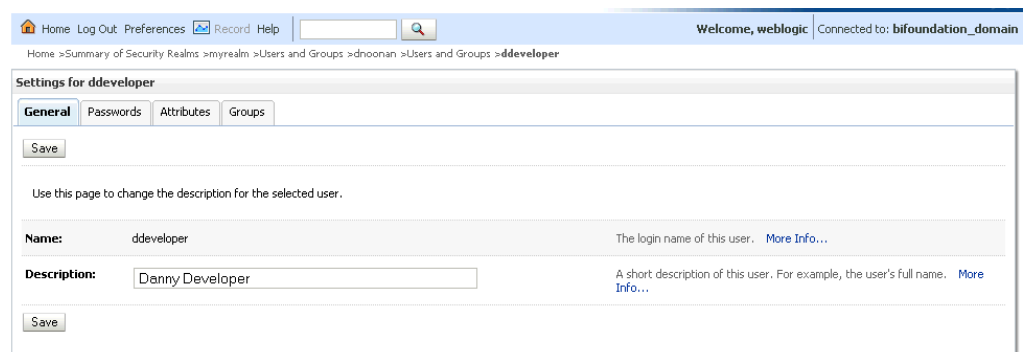 Home Log Out Preferences Record Help
Welcome, weblogic Connected to: bifoundation_domain
Home >Summary of Security Realms >myrealm >Users and Groups >dnoonan >Users and Groups >ddeveloper
Settings for ddeveloper
General Passwords Attributes Groups
Save
Use this page to change the description for the selected user.
Name: ddeveloper The login name of this user. More Info...
Description: Danny Developer A short description of this user. For example, the user's full name. More
Info...
Save